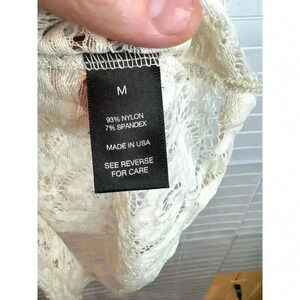 M
93% NYLON
7% SPANDEX
MADE IN USA
SEE REVERSE
FOR CARE